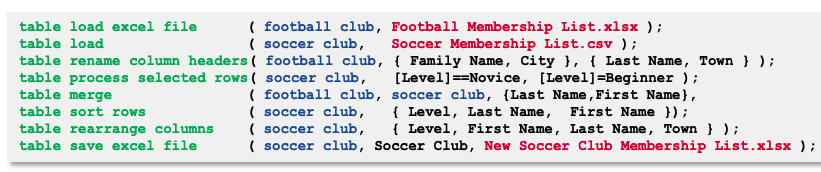 table load excel file ( football club, Football Membership List.xlsx );
table load ( soccer club, Soccer Membership List.csv );
table rename column headers( football club, { Family Name, City }, { Last Name, Town } );
table process selected rows( soccer club, [Level]==Novice, [Level]=Beginner );
table merge ( football club, soccer club, {Last Name,First Name},
table sort rows ( soccer club, { Level, Last Name, First Name });
table rearrange columns ( soccer club, { Level, First Name, Last Name, Town } );
table save excel file ( soccer club, Soccer Club, New Soccer Club Membership List.xlsx );